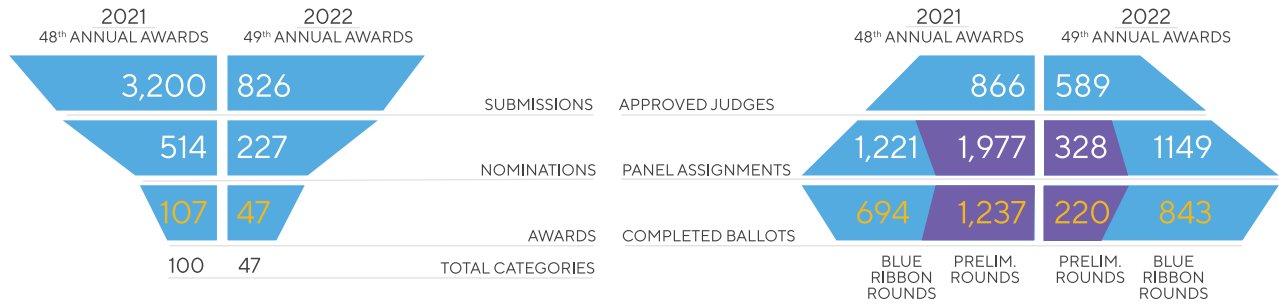 2021 2022
48th ANNUAL AWARDS 49th ANNUAL AWARDS
3,200 826
SUBMISSIONS
514 227
NOMINATIONS
107 47
AWARDS
100 47
TOTAL CATEGORIES
2021 2022
48th ANNUAL AWARDS 49th ANNUAL AWARDS
866 589
APPROVED JUDGES
1,221 1,977 328 1149
PANEL ASSIGNMENTS
694 1,237 220 843
COMPLETED BALLOTS
BLUE PRELIM. PRELIM. BLUE
RIBBON ROUNDS ROUNDS RIBBON
ROUNDS ROUNDS